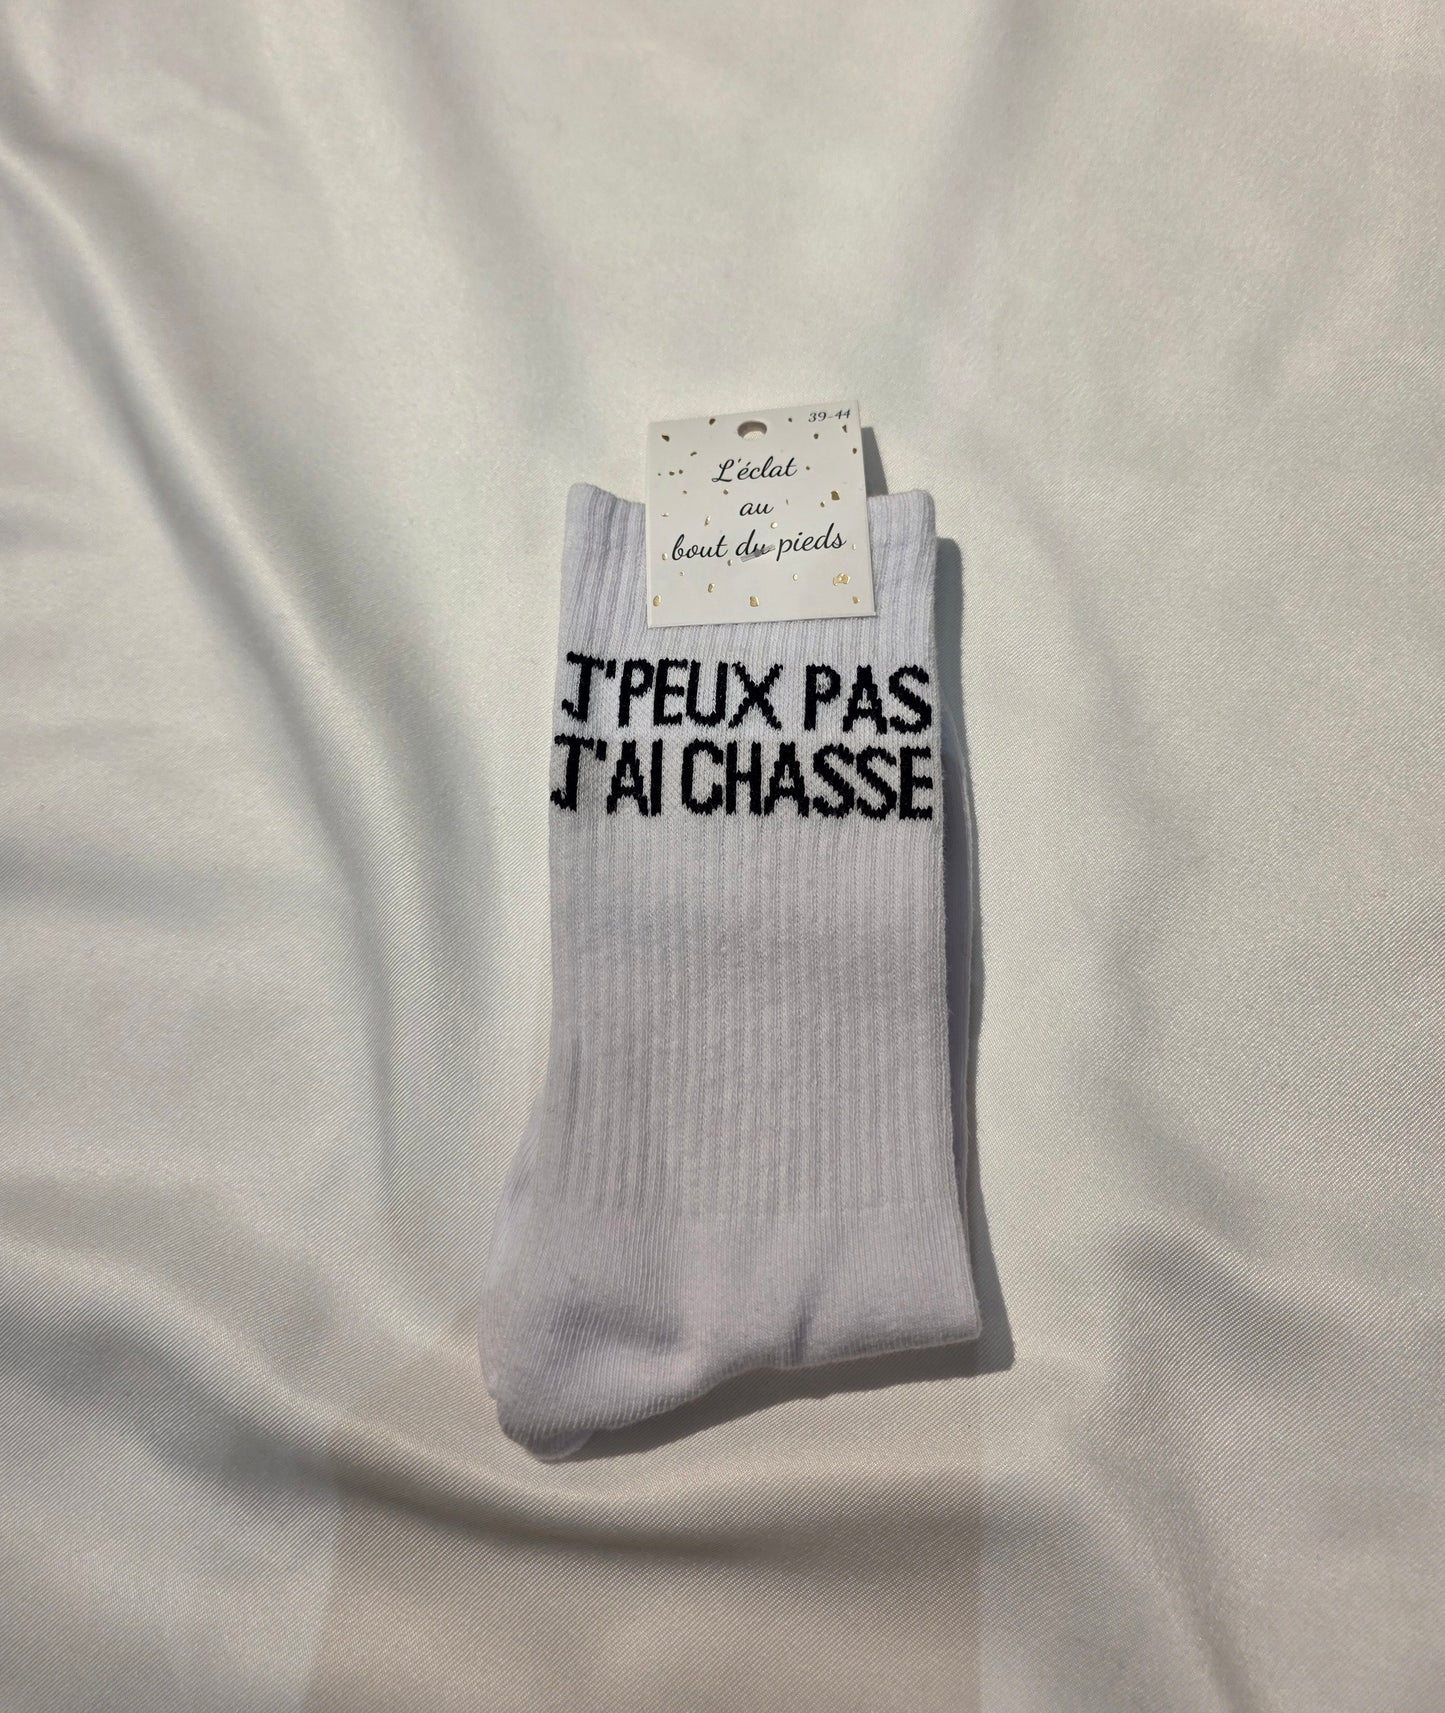 39-44
L'éclat
au
bout du pieds
J'PEUX PAS
J'AI CHASSE